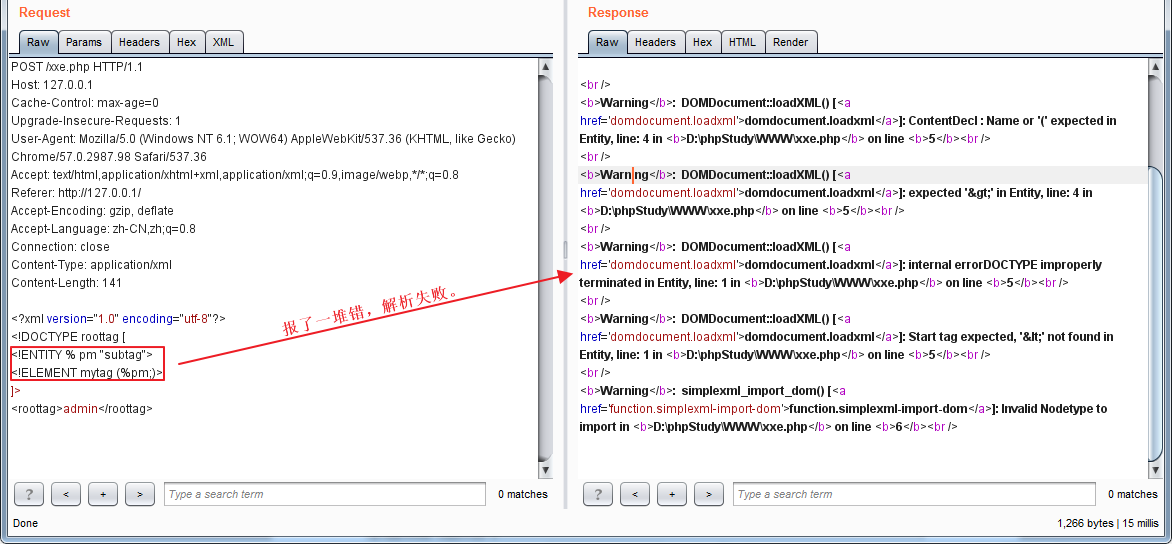 Request
Raw
Params
Headers
Hex
XML
POST /xxe.php HTTP/1.1
Host: 127.0.0.1
Cache-Control: max-age=0
Upgrade-Insecure-Requests: 1
User-Agent: Mozilla/5.0 (Windows NT 6.1; WOW64) AppleWebKit/537.36 (KHTML, like Gecko)
Chrome/57.0.2987.98 Safari/537.36
Accept: text/html,application/xhtml+xml,application/xml;q=0.9,image/webp,*/*;q=0.8
Referer: http://127.0.0.1/
Accept-Encoding: gzip, deflate
Accept-Language: zh-CN,zh;q=0.8
Connection: close
Content-Type: application/xml
Content-Length: 141
<?xml version="1.0" encoding="utf-8"?>
<!DOCTYPE roottag [
<!ENTITY % pm "subtag">
<!ELEMENT mytag (%pm;)>
]>
<roottag>admin</roottag>
报了一堆错，解析失败。
?
<
+
>
Type a search term
0 matches
Done
Response
Raw
Headers
Hex
HTML
Render
<br />
<b>Warning</b>:  DOMDocument::loadXML() [<a
href='domdocument.loadxml'>domdocument.loadxml</a>]: ContentDecl : Name or '(' expected in
Entity, line: 4 in <b>D:\phpStudy\WWW\xxe.php</b> on line <b>5</b><br />
<br />
<b>Warning</b>:  DOMDocument::loadXML() [<a
href='domdocument.loadxml'>domdocument.loadxml</a>]: expected '&gt;' in Entity, line: 4 in
<b>D:\phpStudy\WWW\xxe.php</b> on line <b>5</b><br />
<br />
<b>Warning</b>:  DOMDocument::loadXML() [<a
href='domdocument.loadxml'>domdocument.loadxml</a>]: internal errorDOCTYPE improperly
terminated in Entity, line: 1 in <b>D:\phpStudy\WWW\xxe.php</b> on line <b>5</b><br />
<br />
<b>Warning</b>:  DOMDocument::loadXML() [<a
href='domdocument.loadxml'>domdocument.loadxml</a>]: Start tag expected, '&lt;' not found in
Entity, line: 1 in <b>D:\phpStudy\WWW\xxe.php</b> on line <b>5</b><br />
<br />
<b>Warning</b>:  simplexml_import_dom() [<a
href='function.simplexml-import-dom'>function.simplexml-import-dom</a>]: Invalid Nodetype to
import in <b>D:\phpStudy\WWW\xxe.php</b> on line <b>6</b><br />
?
<
+
>
Type a search term
0 matches
1,266 bytes | 15 millis